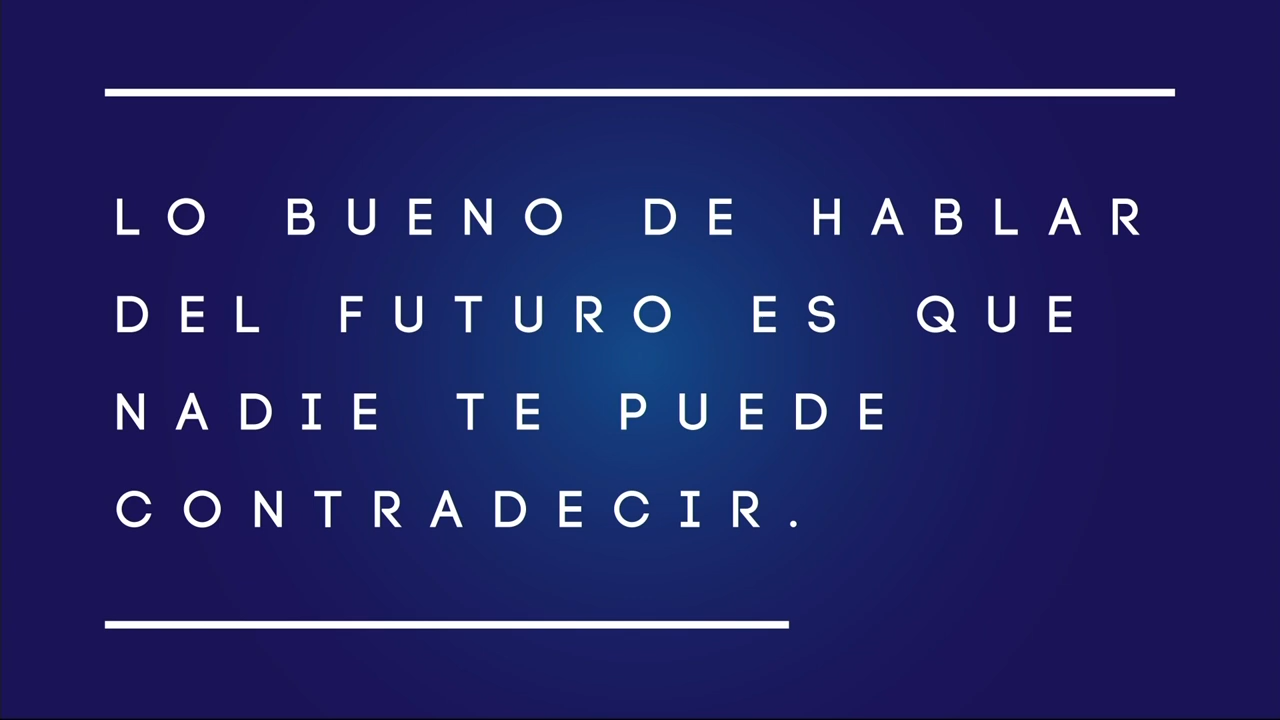 LO BUENO DE HABLAR
DEL FUTURO ES QUE
NADIE TE PUEDE
CONTRADECIR.